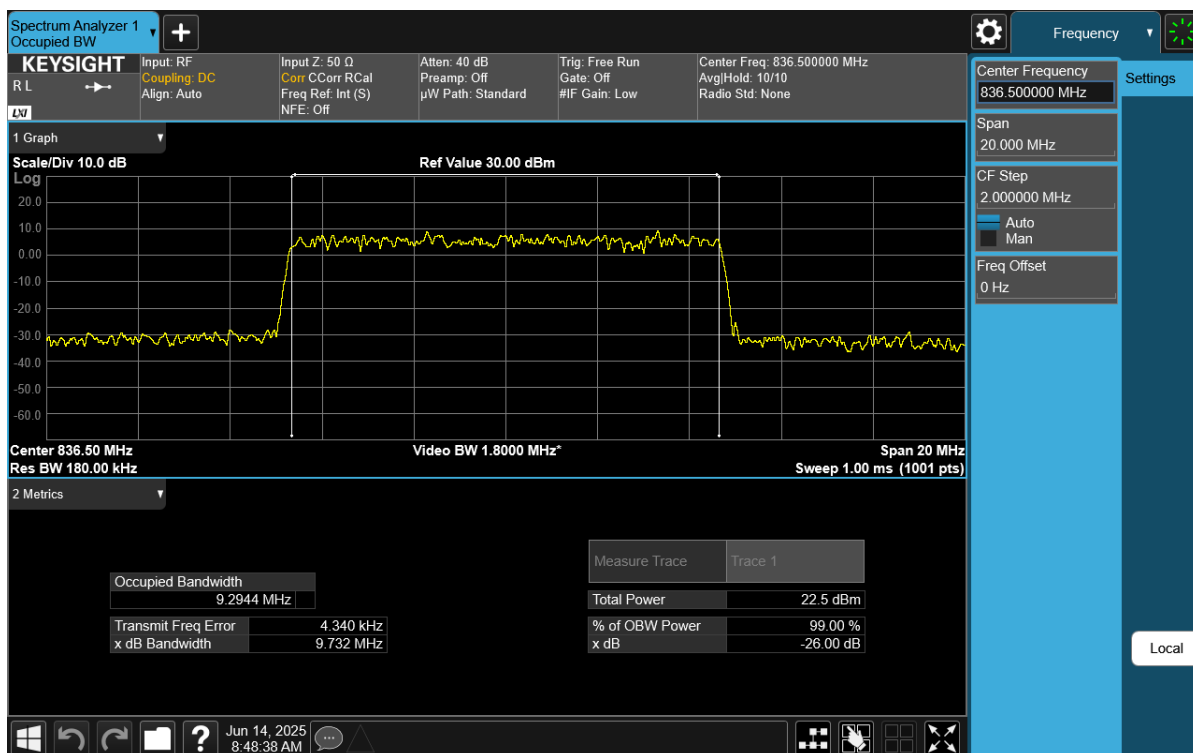 Spectrum Analyzer 1
Occupied BW
+
Frequency
KEYSIGHT
R L
LXI
Input: RF
Coupling: DC
Align: Auto
Input Z: 50 Ω
Corr CCorr RCal
Freq Ref: Int (S)
NFE: Off
Atten: 40 dB
Preamp: Off
µW Path: Standard
Trig: Free Run
Gate: Off
#IF Gain: Low
Center Freq: 836.500000 MHz
Avg|Hold: 10/10
Radio Std: None
Center Frequency
836.500000 MHz
Settings
Span
20.000 MHz
CF Step
2.000000 MHz
Auto
Man
Freq Offset
0 Hz
Local
1 Graph
Scale/Div 10.0 dB
Ref Value 30.00 dBm
Log
20.0
10.0
0.00
-10.0
-20.0
-30.0
-40.0
-50.0
-60.0
Center 836.50 MHz
Video BW 1.8000 MHz*
Span 20 MHz
Res BW 180.00 kHz
Sweep 1.00 ms (1001 pts)
2 Metrics
Measure Trace
Trace 1
Occupied Bandwidth
9.2944 MHz
Total Power
22.5 dBm
Transmit Freq Error
4.340 kHz
% of OBW Power
99.00 %
x dB Bandwidth
9.732 MHz
x dB
-26.00 dB
?
Jun 14, 2025
8:48:38 AM